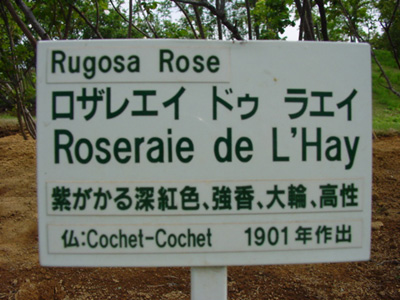 Rugosa Rose
ロザレエイ ドゥ ラエイ
Roseraie de L'Hay
紫がかる深紅色、強香、大輪、高性
仏:Cochet-Cochet 1901年作出